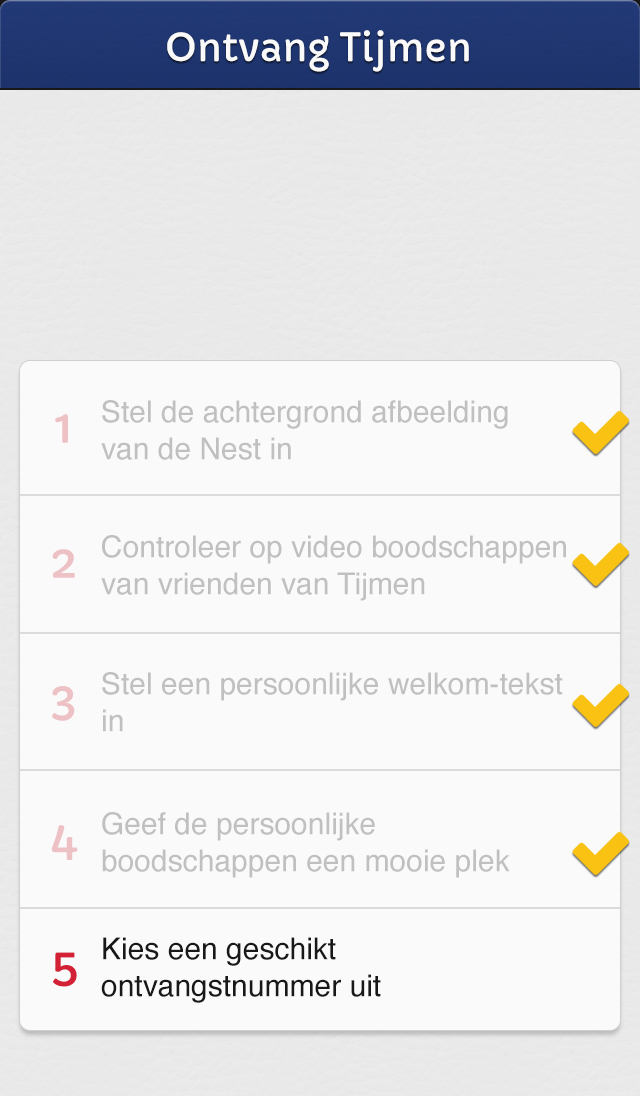 Ontvang Tijmen
1 Stel de achtergrond afbeelding
van de Nest in
2 Controleer op video boodschappen
van vrienden van Tijmen
3 Stel een persoonlijke welkom-tekst
in
4 Geef de persoonlijke
boodschappen een mooie plek
5 Kies een geschikt
ontvangstnummer uit